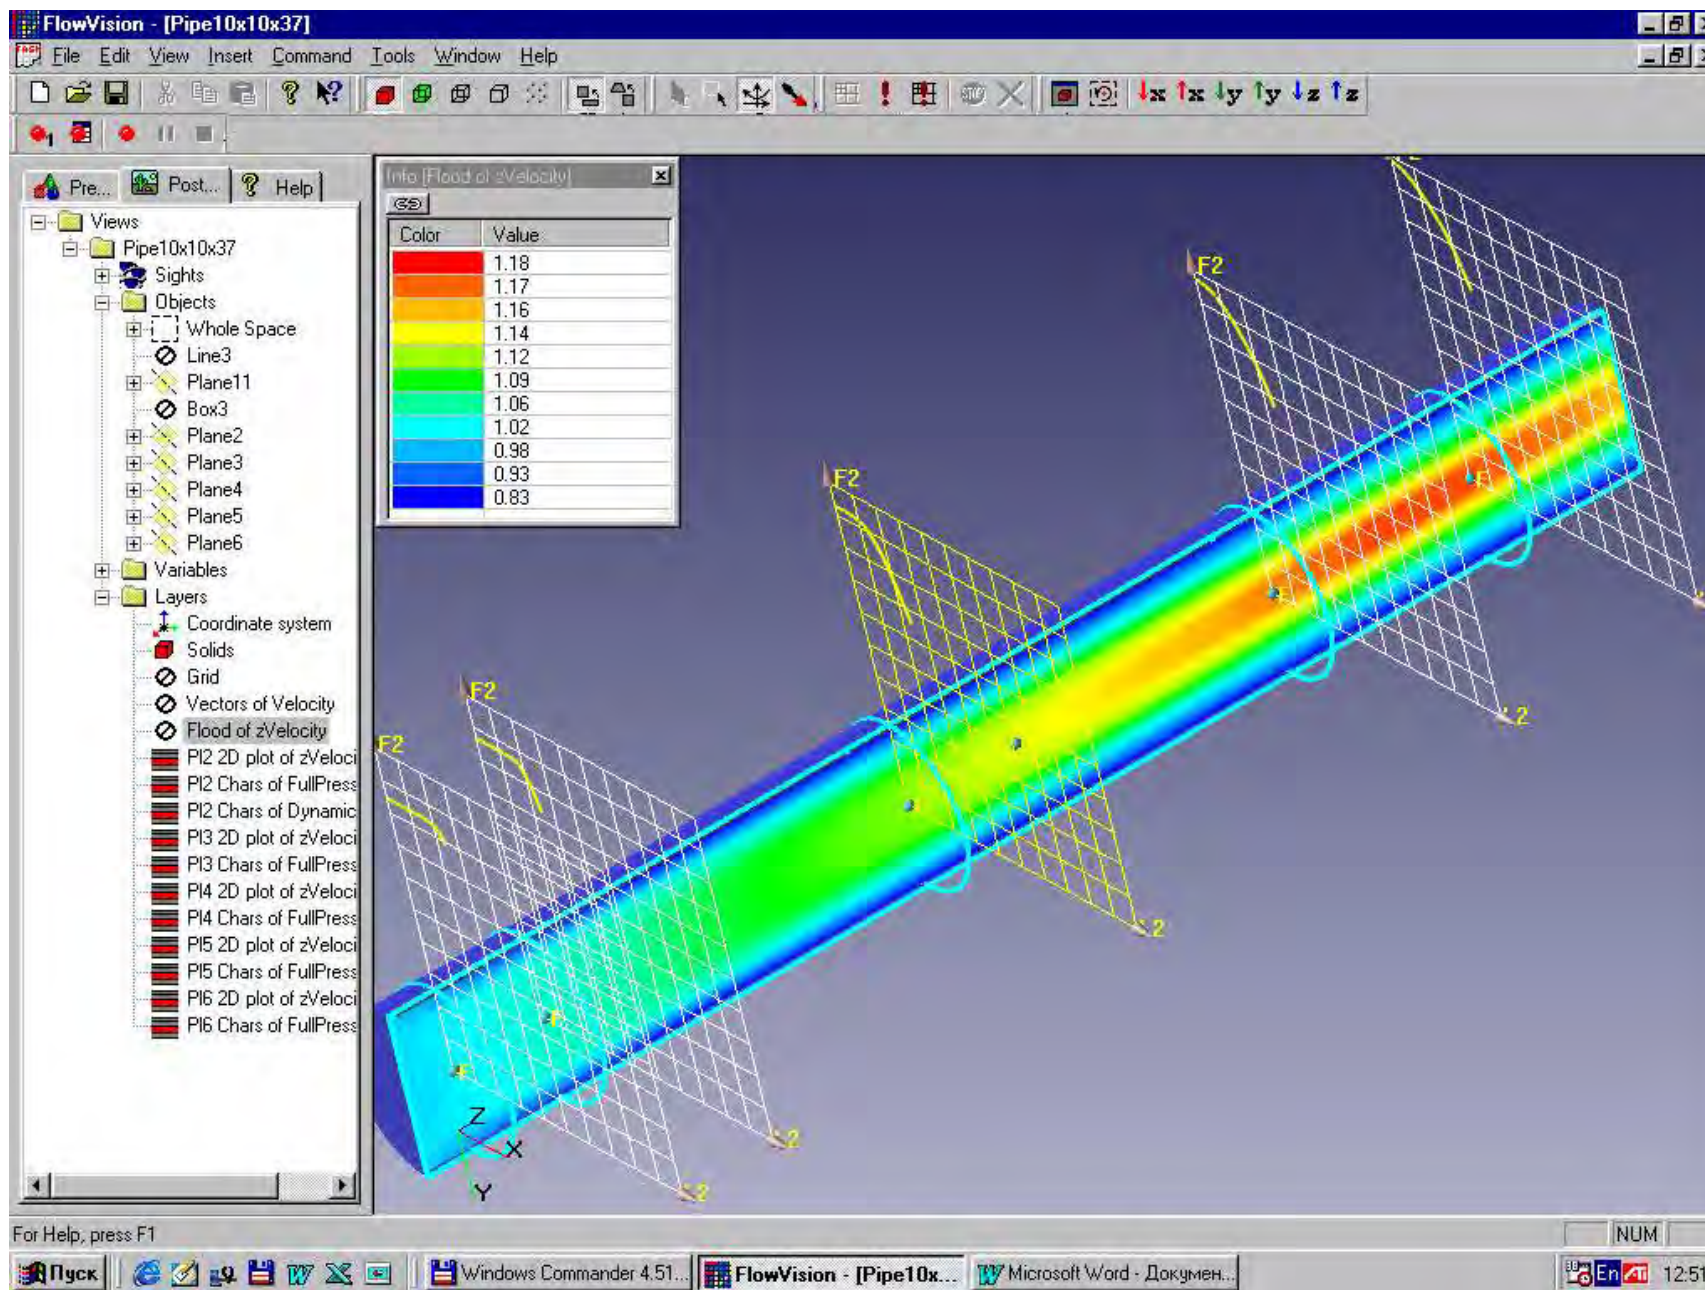 FlowVision - [Pipe10x10x37]
File Edit View Insert Command Tools Window Help
x x y y z z
Pre... Post... Help
Views
Pipe10x10x37
Sights
Objects
Whole Space
Line3
Plane11
Box3
Plane2
Plane3
Plane4
Plane5
Plane6
Variables
Layers
Coordinate system
Solids
Grid
Vectors of Velocity
Flood of zVelocity
Pl2 2D plot of zVeloci
Pl2 Chars of FullPress
Pl2 Chars of Dynamic
Pl3 2D plot of zVeloci
Pl3 Chars of FullPress
Pl4 2D plot of zVeloci
Pl4 Chars of FullPress
Pl5 2D plot of zVeloci
Pl5 Chars of FullPress
Pl6 2D plot of zVeloci
Pl6 Chars of FullPress
Info [Flood of zVelocity]
Color Value
1.18
1.17
1.16
1.14
1.12
1.09
1.06
1.02
0.98
0.93
0.83
F2
F2
F2
F2
Z
X
Y
For Help, press F1
NUM
Пуск
Windows Commander 4.51...
FlowVision - [Pipe10x...
Microsoft Word - Докумен...
En
12:51